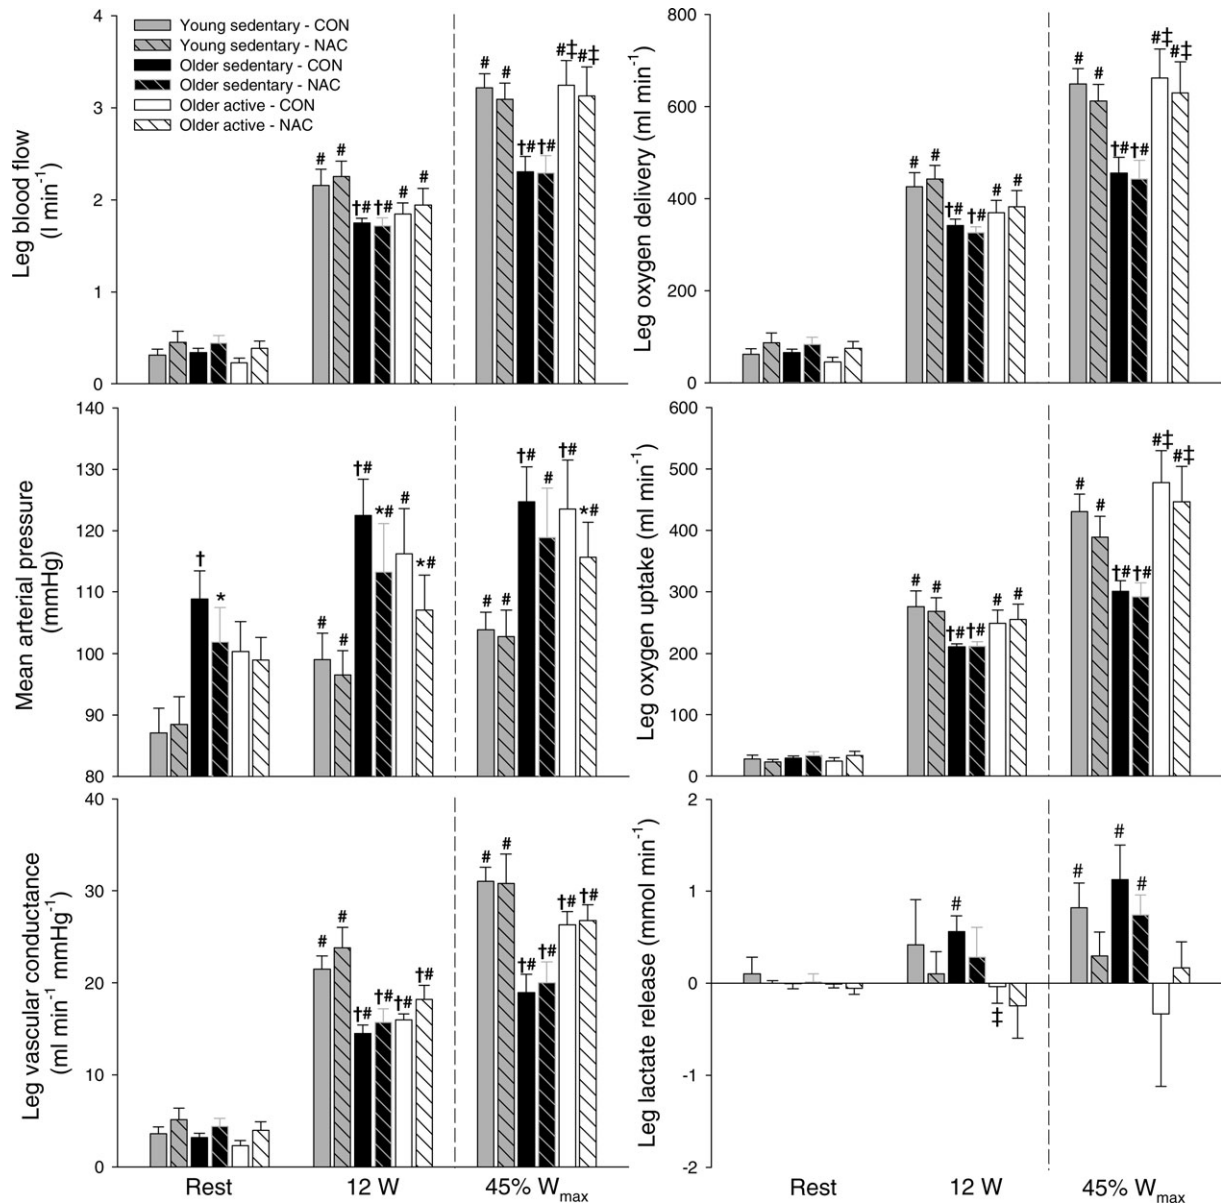 Young sedentary - CON
Young sedentary - NAC
Older sedentary - CON
Older sedentary - NAC
Older active - CON
Older active - NAC
Leg blood flow
(l min⁻¹)
4
3
2
1
0
# # # # †# †# # #
# # †# †# #‡ #‡
Leg oxygen delivery (ml min⁻¹)
800
600
400
200
0
# # †# †# # #
# # †# †# #‡ #‡
Mean arterial pressure
(mmHg)
140
130
120
110
100
90
80
† *
# # †# *# # *#
# # †# # †# *#
Leg oxygen uptake (ml min⁻¹)
600
500
400
300
200
100
0
# # †# †# # #
# # †# †# #‡ #‡
Leg vascular conductance
(ml min⁻¹ mmHg⁻¹)
40
30
20
10
0
# # †# †# †# †#
# # †# †# †# †#
Rest
12 W
45% Wmax
Leg lactate release (mmol min⁻¹)
2
1
0
-1
-2
# ‡
# # #
Rest
12 W
45% Wmax